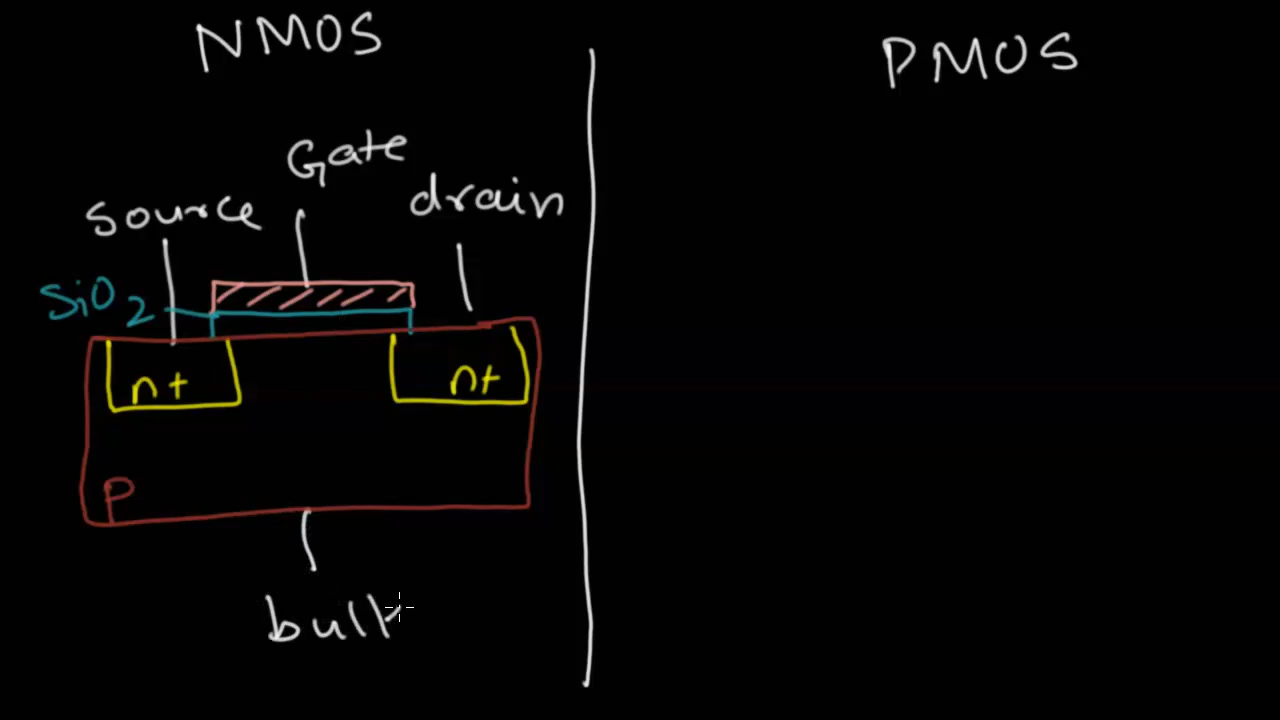 NMOS
PMOS
Gate
source
drain
SiO2
n+
n+
P
bulk